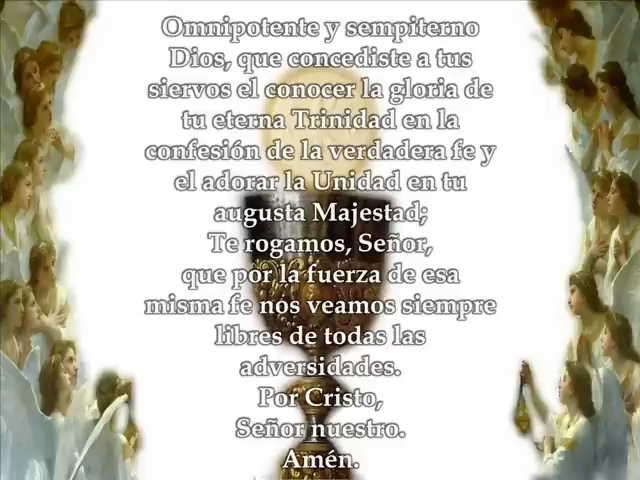 Omnipotente y sempiterno
Dios, que concediste a tus
siervos el conocer la gloria de
tu eterna Trinidad en la
confesión de la verdadera fe y
el adorar la Unidad en tu
augusta Majestad;
Te rogamos, Señor,
que por la fuerza de esa
misma fe nos veamos siempre
libres de todas las
adversidades.
Por Cristo,
Señor nuestro.
Amén.